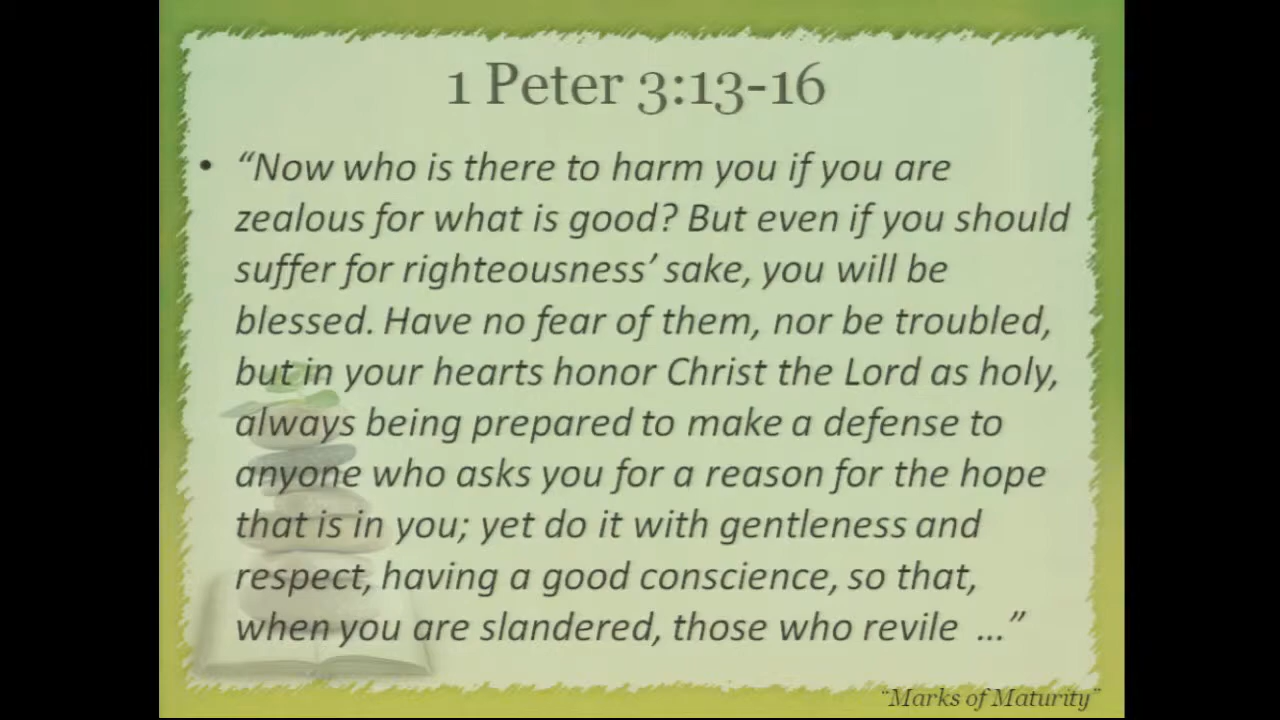 1 Peter 3:13-16
• “Now who is there to harm you if you are
zealous for what is good? But even if you should
suffer for righteousness’ sake, you will be
blessed. Have no fear of them, nor be troubled,
but in your hearts honor Christ the Lord as holy,
always being prepared to make a defense to
anyone who asks you for a reason for the hope
that is in you; yet do it with gentleness and
respect, having a good conscience, so that,
when you are slandered, those who revile …”
“Marks of Maturity”